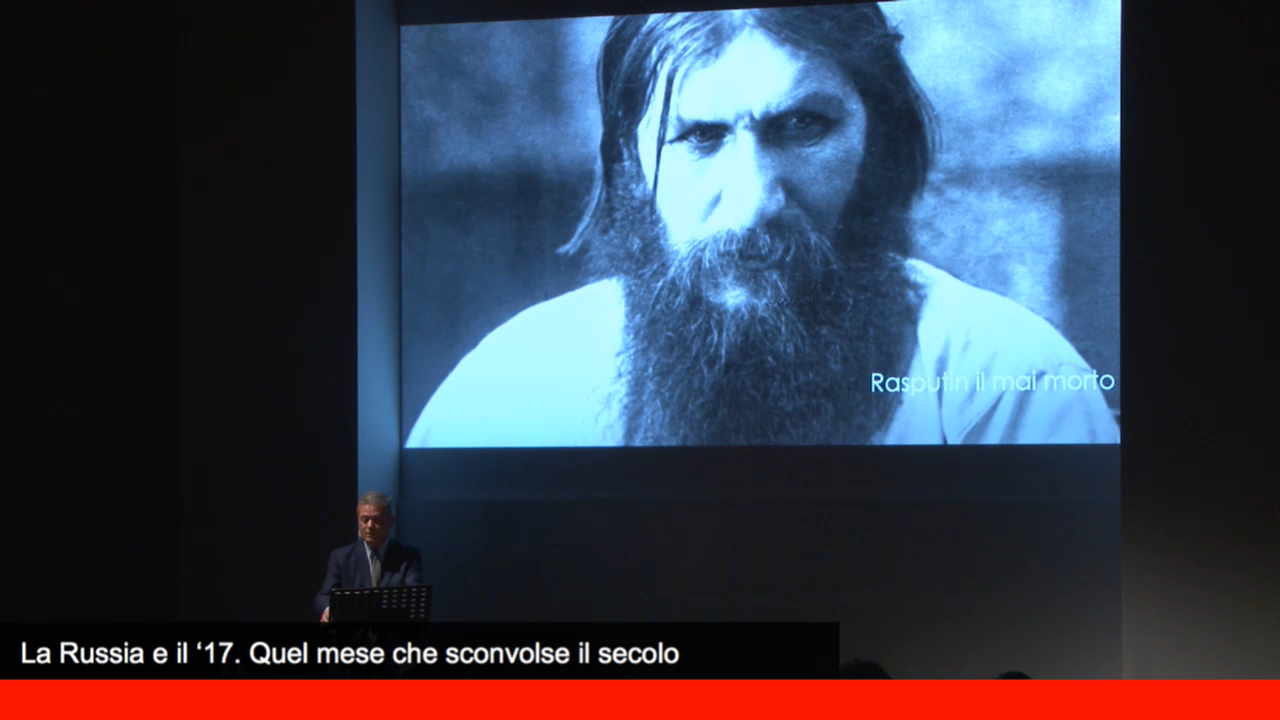 Rasputin il mai morto
La Russia e il ‘17. Quel mese che sconvolse il secolo